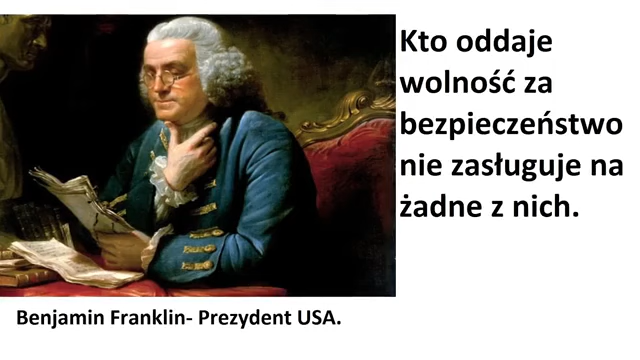 Kto oddaje
wolność za
bezpieczeństwo
nie zasługuje na
żadne z nich.
Benjamin Franklin- Prezydent USA.